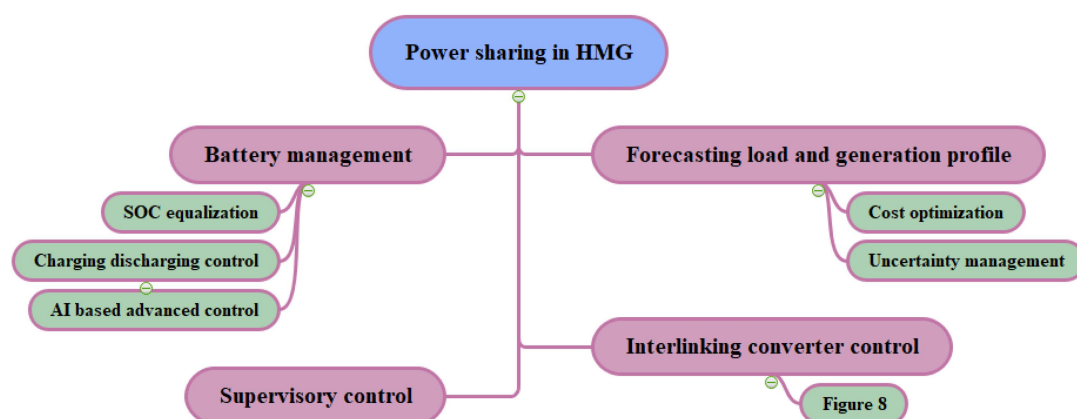 Power sharing in HMG
Battery management
SOC equalization
Charging discharging control
AI based advanced control
Supervisory control
Forecasting load and generation profile
Cost optimization
Uncertainty management
Interlinking converter control
Figure 8